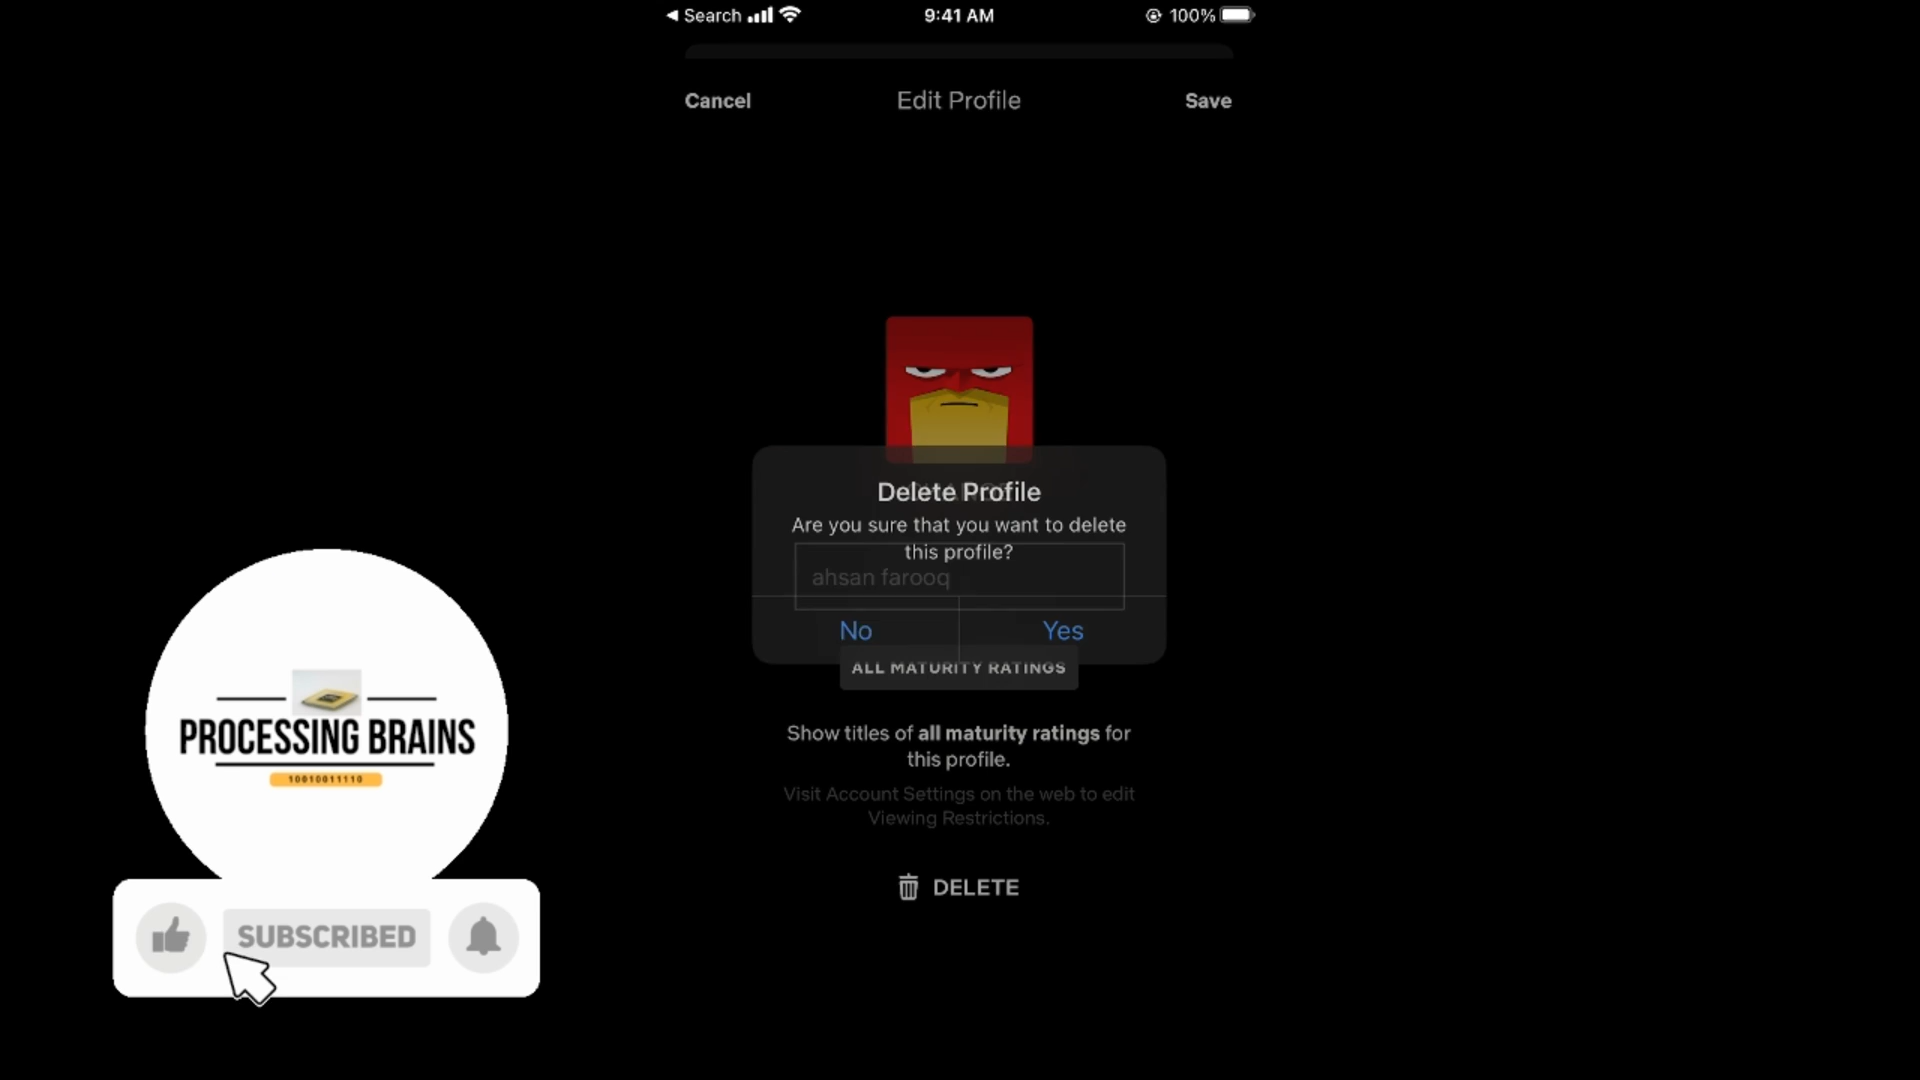 Search
9:41 AM
100%
Cancel
Edit Profile
Save
Delete Profile
Are you sure that you want to delete
this profile?
ahsan farooq
No
Yes
ALL MATURITY RATINGS
Show titles of all maturity ratings for
this profile.
Visit Account Settings on the web to edit
Viewing Restrictions.
DELETE
PROCESSING BRAINS
10010011110
SUBSCRIBED